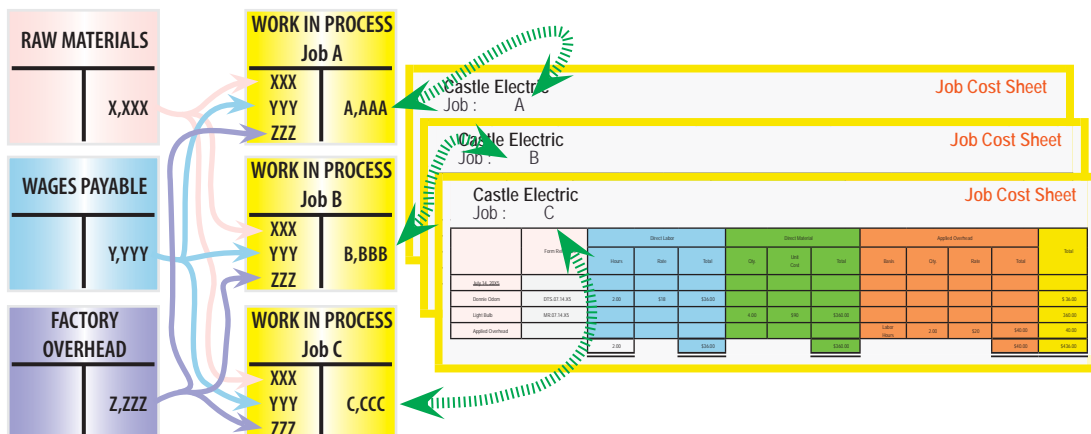 RAW MATERIALS
X,XXX
WAGES PAYABLE
Y,YYY
FACTORY
OVERHEAD
Z,ZZZ
WORK IN PROCESS
Job A
XXX
YYY A,AAA
ZZZ
WORK IN PROCESS
Job B
XXX
YYY B,BBB
ZZZ
WORK IN PROCESS
Job C
XXX
YYY C,CCC
ZZZ
Castle Electric Job Cost Sheet
Job : A
Castle Electric Job Cost Sheet
Job : B
Castle Electric Job Cost Sheet
Job : C
Direct Labor Direct Material Applied Overhead
Hours Rate Total Qty. Unit Cost Total Basis Qty Rate Total Total
July 14, 20X5
Donnie Odom DTS.07.14.X5 2.00 $18 $36.00 $ 36.00
Light Bulb MR.07.14.X5 4.00 $90 $360.00 360.00
Applied Overhead Labor Hours 2.00 $20 $40.00 40.00
2.00 $36.00 $360.00 $40.00 $436.00